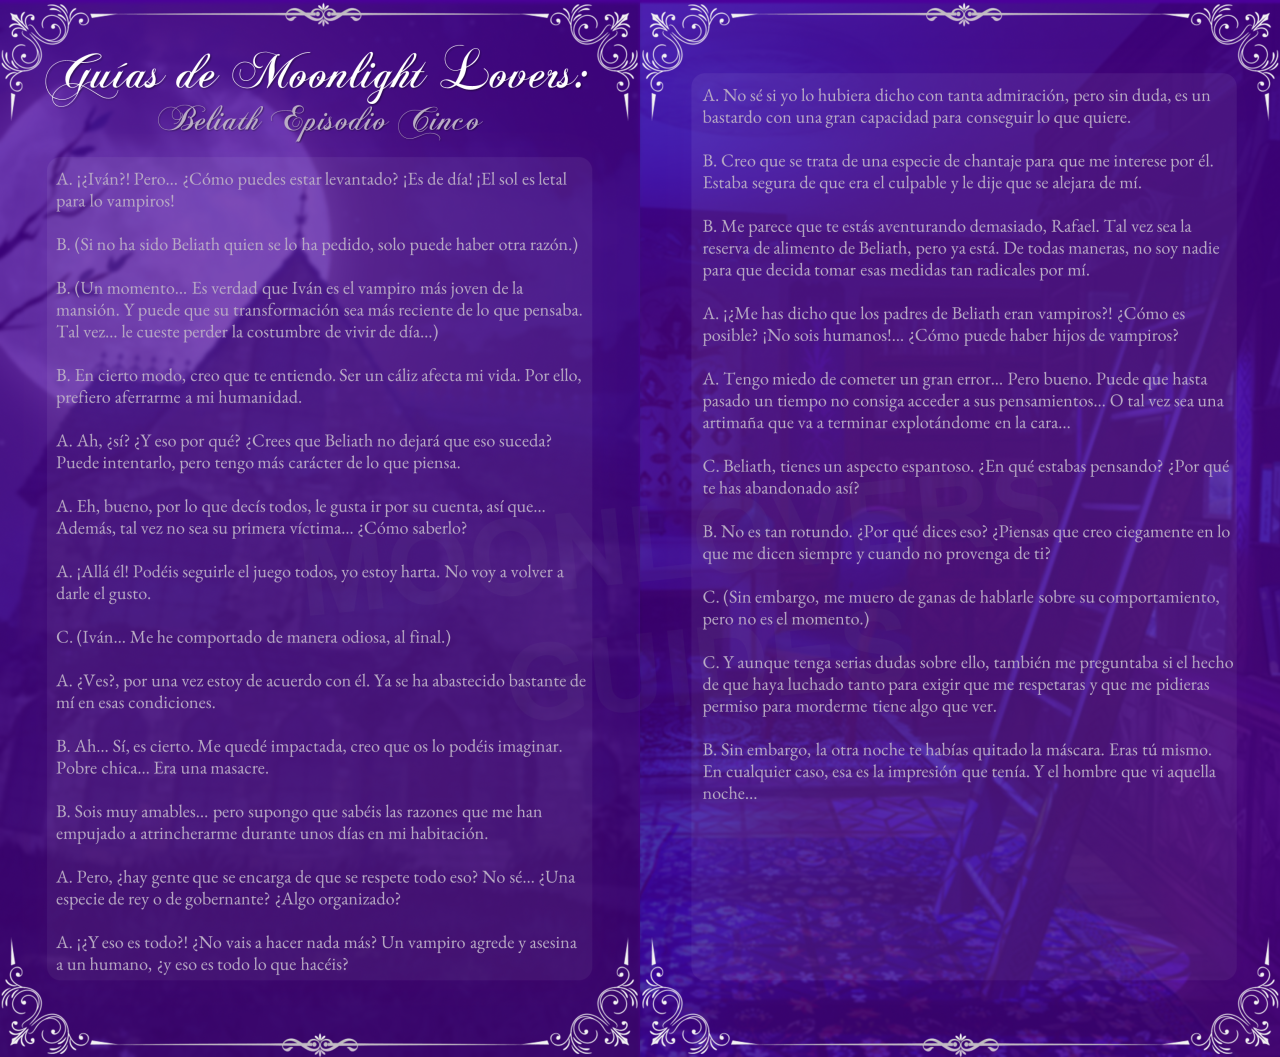 Guías de Moonlight Lovers:
Beliath Episodio Cinco
A. ¡¿Iván?! Pero... ¿Cómo puedes estar levantado? ¡Es de día! ¡El sol es letal
para lo vampiros!
B. (Si no ha sido Beliath quien se lo ha pedido, solo puede haber otra razón.)
B. (Un momento... Es verdad que Iván es el vampiro más joven de la
mansión. Y puede que su transformación sea más reciente de lo que pensaba.
Tal vez... le cueste perder la costumbre de vivir de día...)
B. En cierto modo, creo que te entiendo. Ser un cáliz afecta mi vida. Por ello,
prefiero aferrarme a mi humanidad.
A. Ah, ¿sí? ¿Y eso por qué? ¿Crees que Beliath no dejará que eso suceda?
Puede intentarlo, pero tengo más carácter de lo que piensa.
A. Eh, bueno, por lo que decís todos, le gusta ir por su cuenta, así que...
Además, tal vez no sea su primera víctima... ¿Cómo saberlo?
A. ¡Allá él! Podéis seguirle el juego todos, yo estoy harta. No voy a volver a
darle el gusto.
C. (Iván... Me he comportado de manera odiosa, al final.)
A. ¿Ves?, por una vez estoy de acuerdo con él. Ya se ha abastecido bastante de
mí en esas condiciones.
B. Ah... Sí, es cierto. Me quedé impactada, creo que os lo podéis imaginar.
Pobre chica... Era una masacre.
B. Sois muy amables... pero supongo que sabéis las razones que me han
empujado a atrincherarme durante unos días en mi habitación.
A. Pero, ¿hay gente que se encarga de que se respete todo eso? No sé... ¿Una
especie de rey o de gobernante? ¿Algo organizado?
A. ¡¿Y eso es todo?! ¿No vais a hacer nada más? Un vampiro agrede y asesina
a un humano, ¿y eso es todo lo que hacéis?
A. No sé si yo lo hubiera dicho con tanta admiración, pero sin duda, es un
bastardo con una gran capacidad para conseguir lo que quiere.
B. Creo que se trata de una especie de chantaje para que me interese por él.
Estaba segura de que era el culpable y le dije que se alejara de mí.
B. Me parece que te estás aventurando demasiado, Rafael. Tal vez sea la
reserva de alimento de Beliath, pero ya está. De todas maneras, no soy nadie
para que decida tomar esas medidas tan radicales por mí.
A. ¡¿Me has dicho que los padres de Beliath eran vampiros?! ¿Cómo es
posible? ¡No sois humanos!... ¿Cómo puede haber hijos de vampiros?
A. Tengo miedo de cometer un gran error... Pero bueno. Puede que hasta
pasado un tiempo no consiga acceder a sus pensamientos... O tal vez sea una
artimaña que va a terminar explotándome en la cara...
C. Beliath, tienes un aspecto espantoso. ¿En qué estabas pensando? ¿Por qué
te has abandonado así?
B. No es tan rotundo. ¿Por qué dices eso? ¿Piensas que creo ciegamente en lo
que me dicen siempre y cuando no provenga de ti?
C. (Sin embargo, me muero de ganas de hablarle sobre su comportamiento,
pero no es el momento.)
C. Y aunque tenga serias dudas sobre ello, también me preguntaba si el hecho
de que haya luchado tanto para exigir que me respetaras y que me pidieras
permiso para morderme tiene algo que ver.
B. Sin embargo, la otra noche te habías quitado la máscara. Eras tú mismo.
En cualquier caso, esa es la impresión que tenía. Y el hombre que vi aquella
noche...
MOONLOVERS
GUIDES